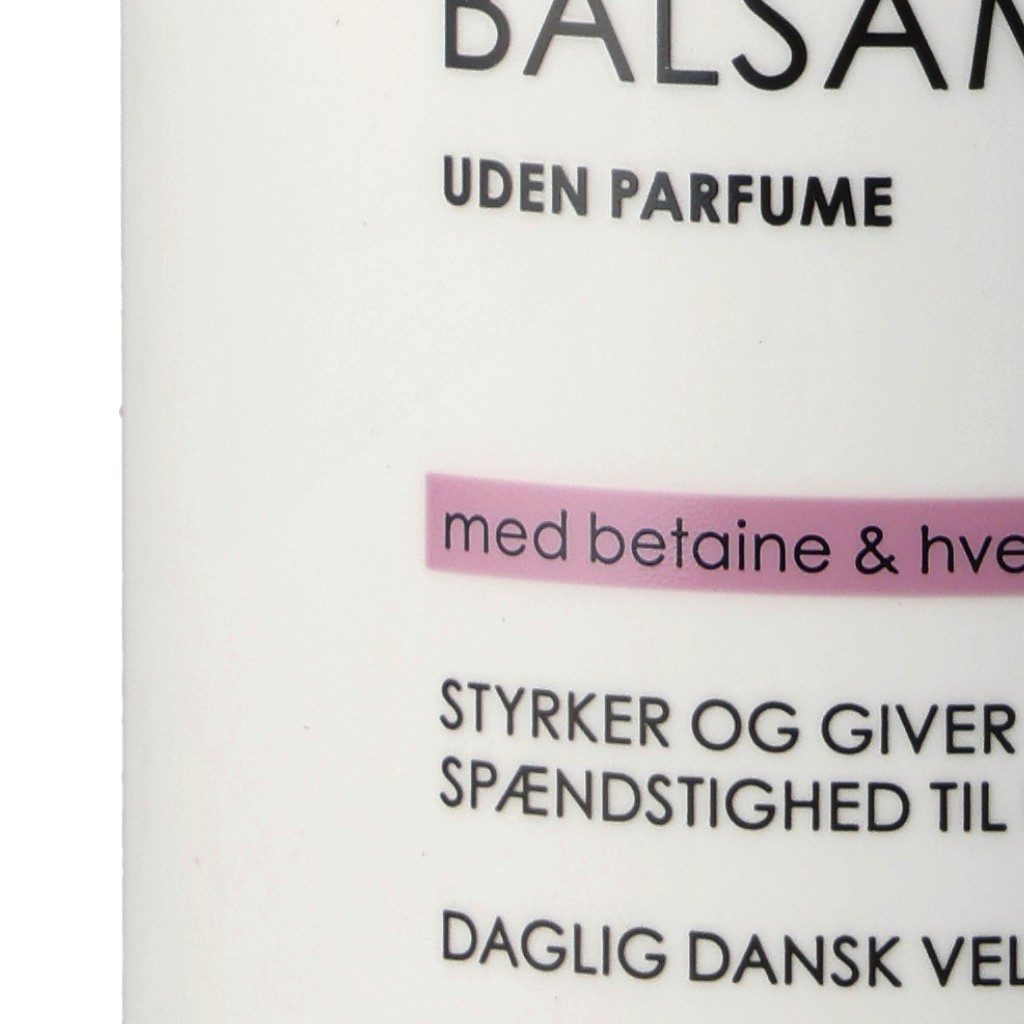 BALSAM
UDEN PARFUME
med betaine & hve
STYRKER OG GIVER
SPÆNDSTIGHED TIL
DAGLIG DANSK VEL